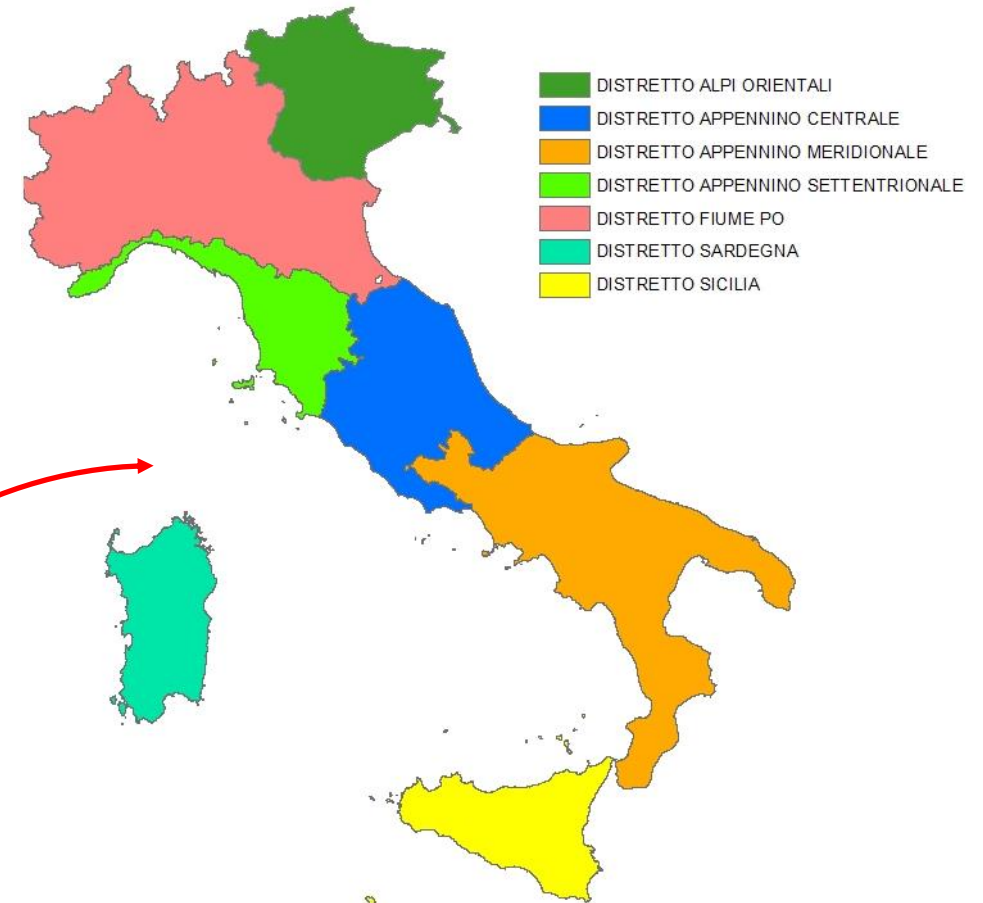 DISTRETTO ALPI ORIENTALI
DISTRETTO APPENNINO CENTRALE
DISTRETTO APPENNINO MERIDIONALE
DISTRETTO APPENNINO SETTENTRIONALE
DISTRETTO FIUME PO
DISTRETTO SARDEGNA
DISTRETTO SICILIA